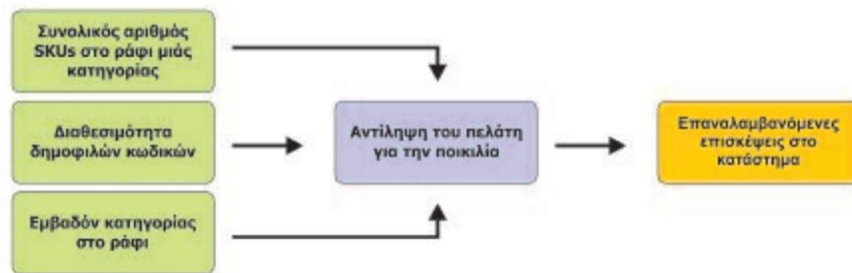 Συνολικός αριθμός
SKUs στο ράφι μιάς
κατηγορίας
Διαθεσιμότητα
δημοφιλών κωδικών
Εμβαδόν κατηγορίας
στο ράφι
Αντίληψη του πελάτη
για την ποικιλία
Επαναλαμβανόμενες
επισκέψεις στο
κατάστημα